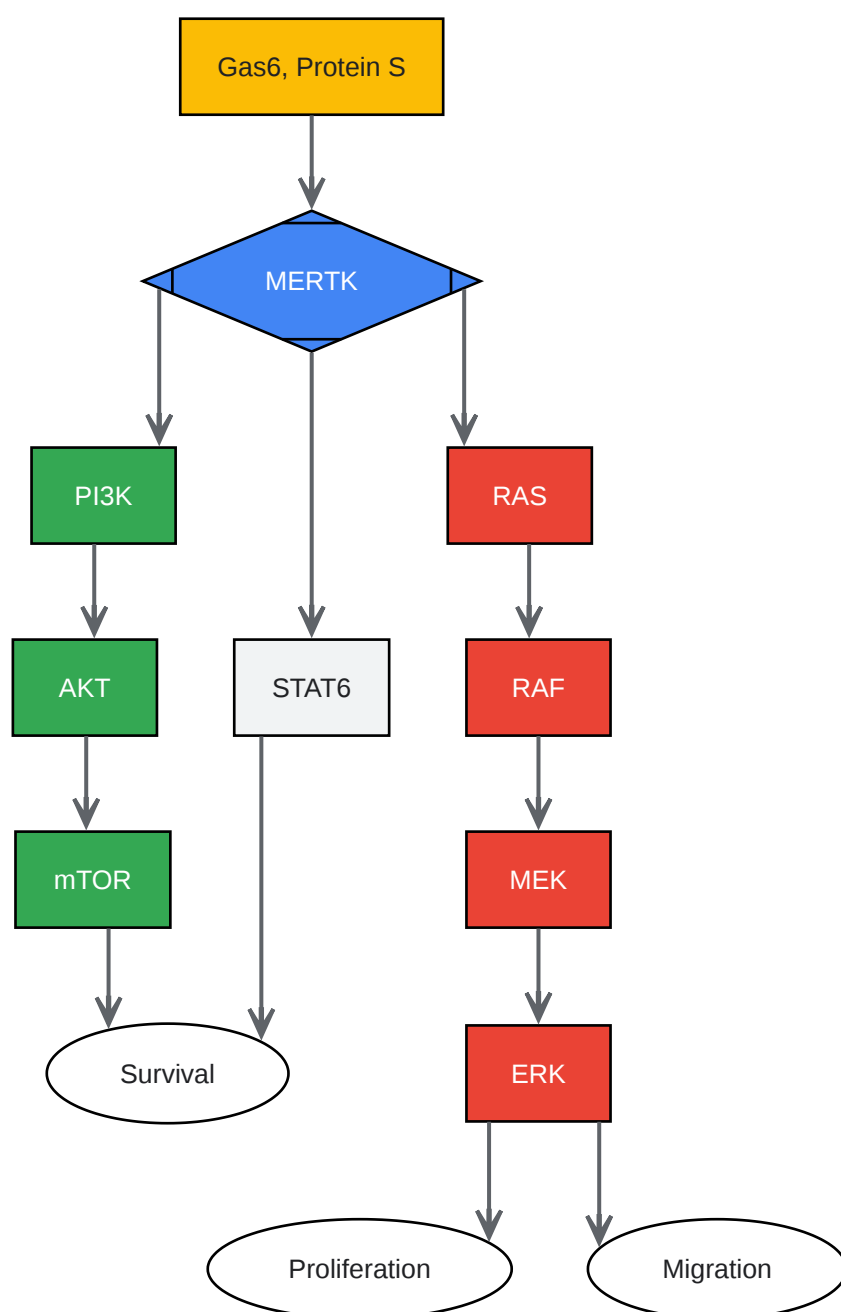 Gas6, Protein S
MERTK
PI3K
RAS
AKT
STAT6
RAF
mTOR
MEK
Survival
ERK
Proliferation
Migration